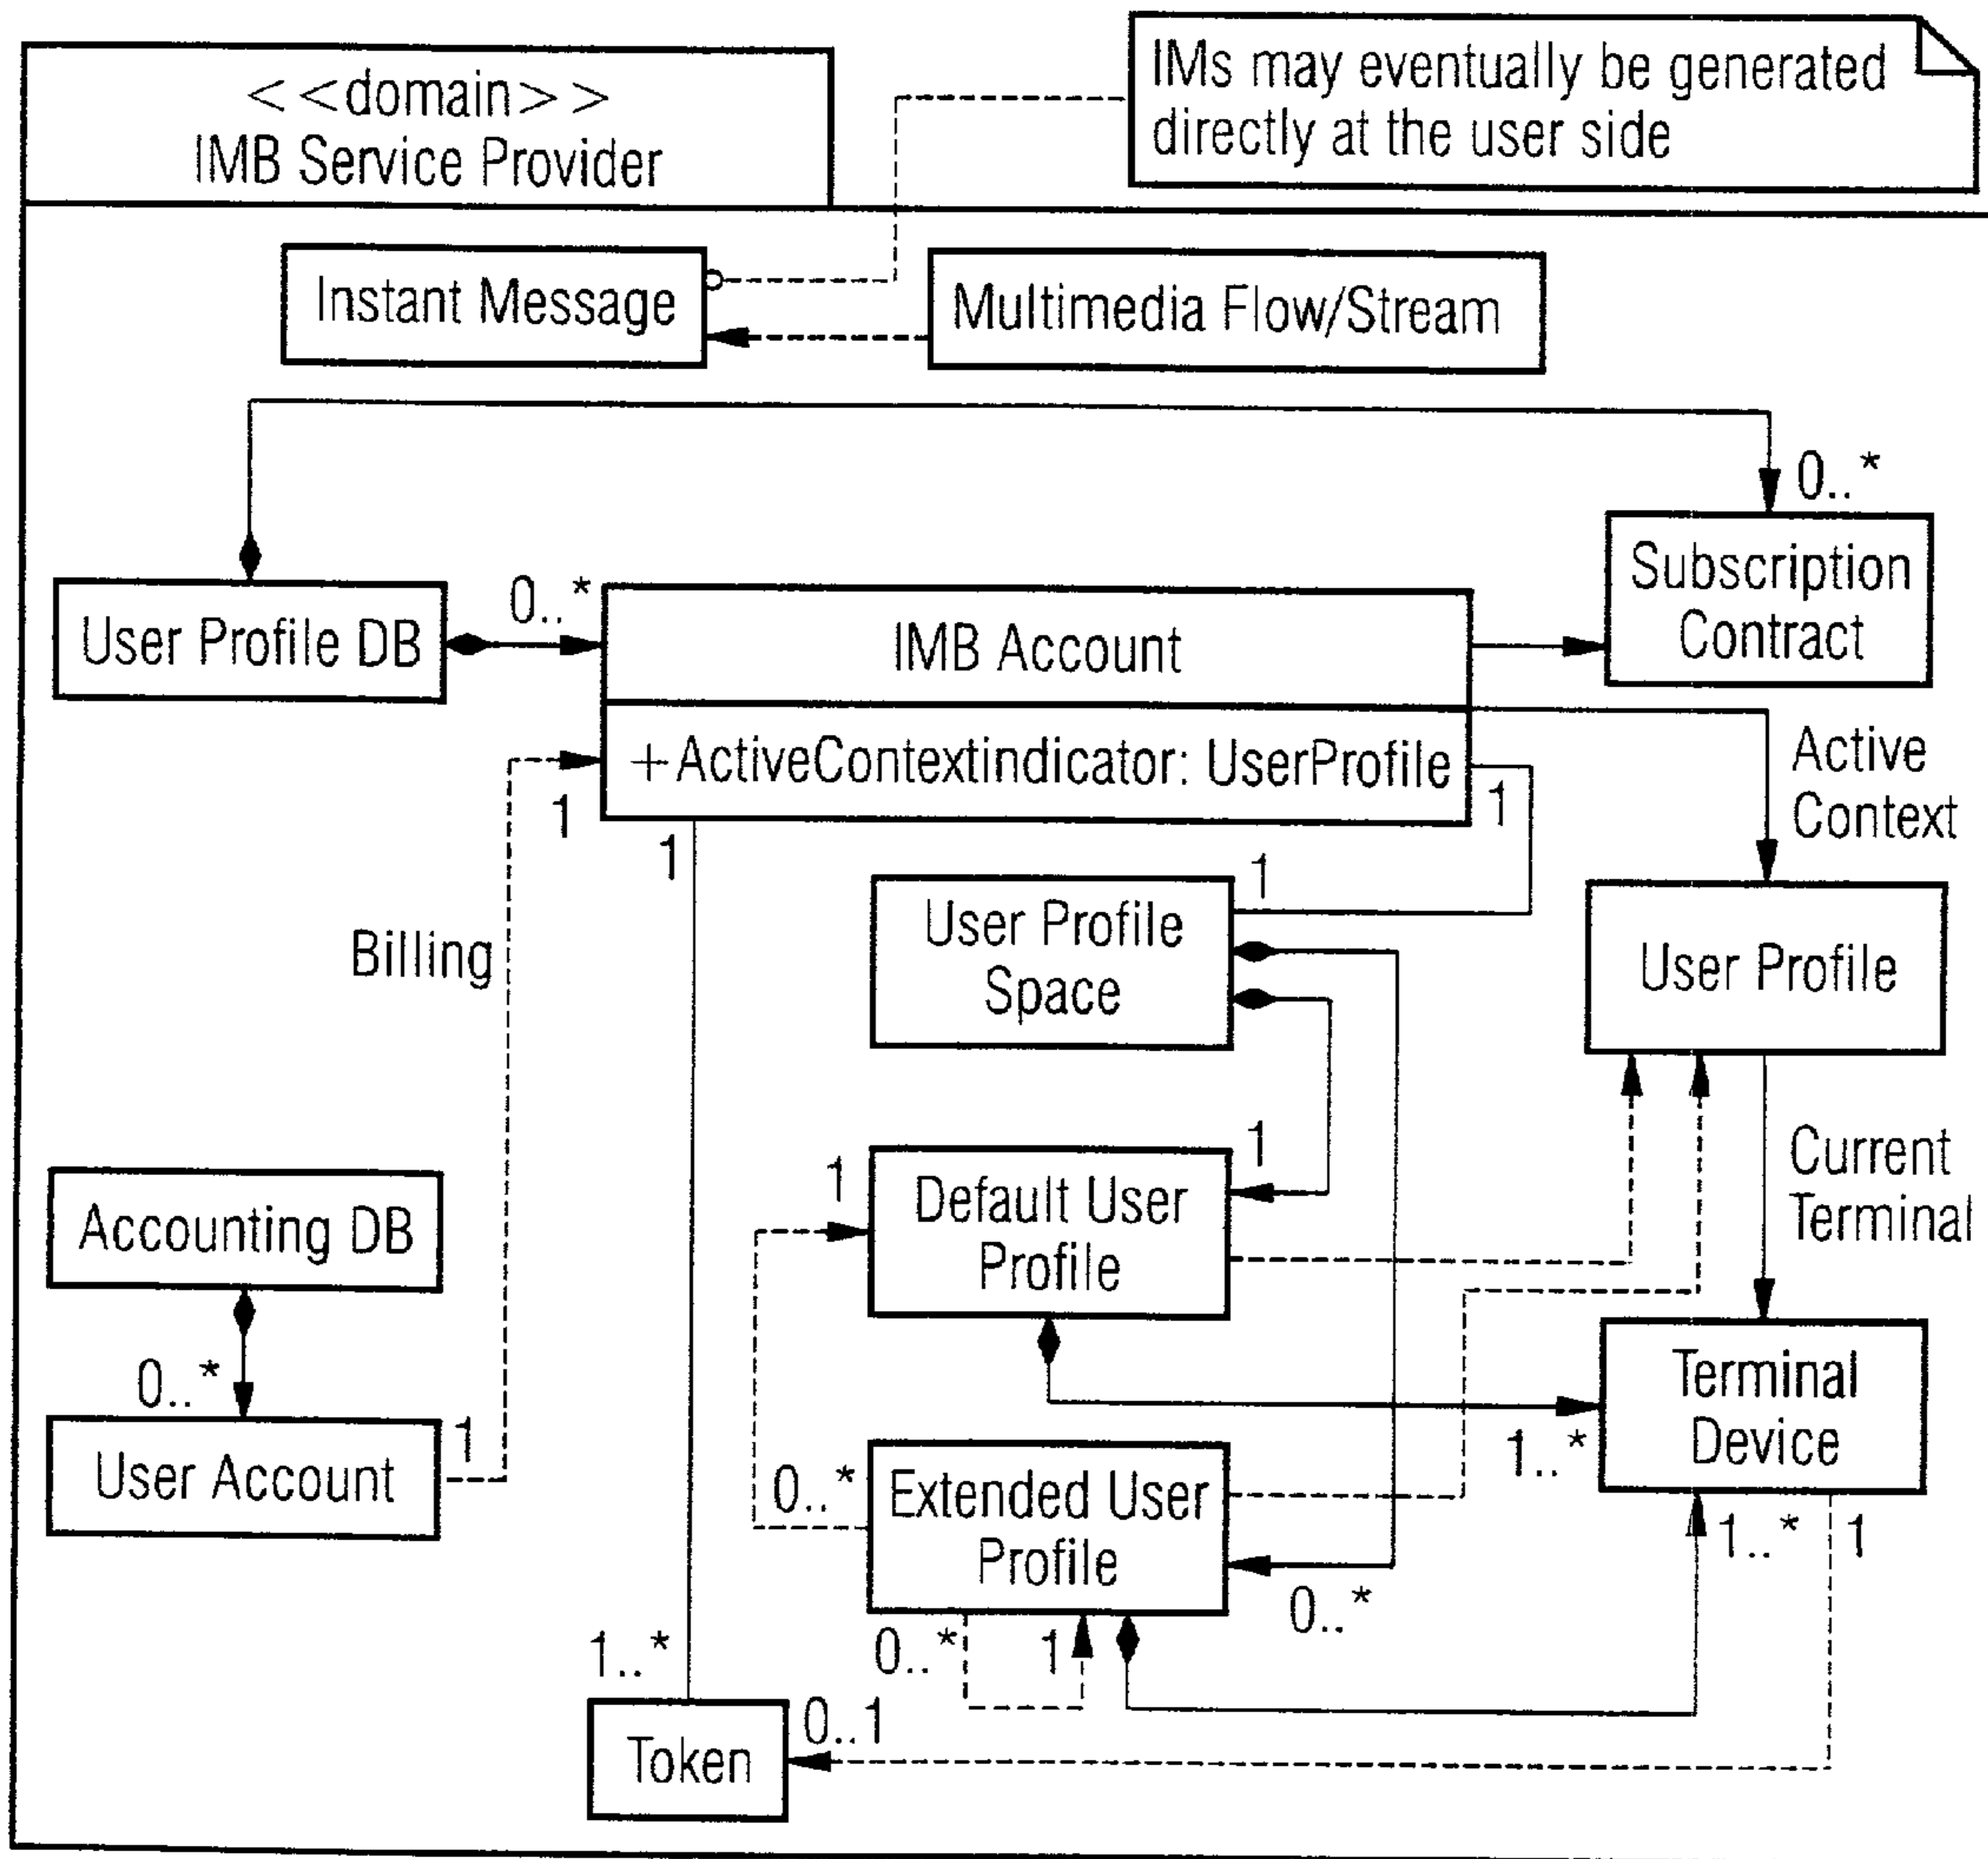 <<domain>>
IMB Service Provider
IMs may eventually be generated
directly at the user side
Instant Message
Multimedia Flow/Stream
0..*
Subscription
Contract
User Profile DB
0..*
IMB Account
+ActiveContextindicator: UserProfile
1
1
1
Active
Context
Billing
User Profile
Space
1
User Profile
Current
Terminal
Accounting DB
0..*
User Account
1
1
Default User
Profile
1
Terminal
Device
1..*
0..*
Extended User
Profile
0..*
0..*
1
1..*
1
1..*
Token
0..1